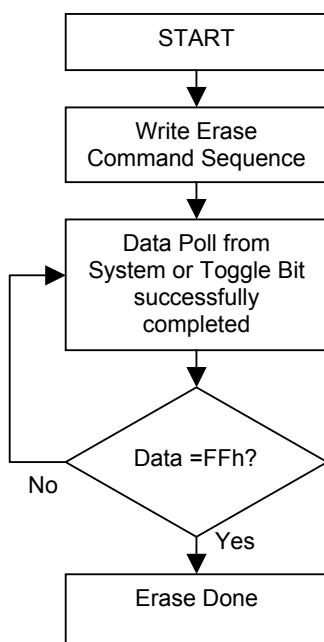 START
Write Erase
Command Sequence
Data Poll from
System or Toggle Bit
successfully
completed
Data =FFh?
No
Yes
Erase Done